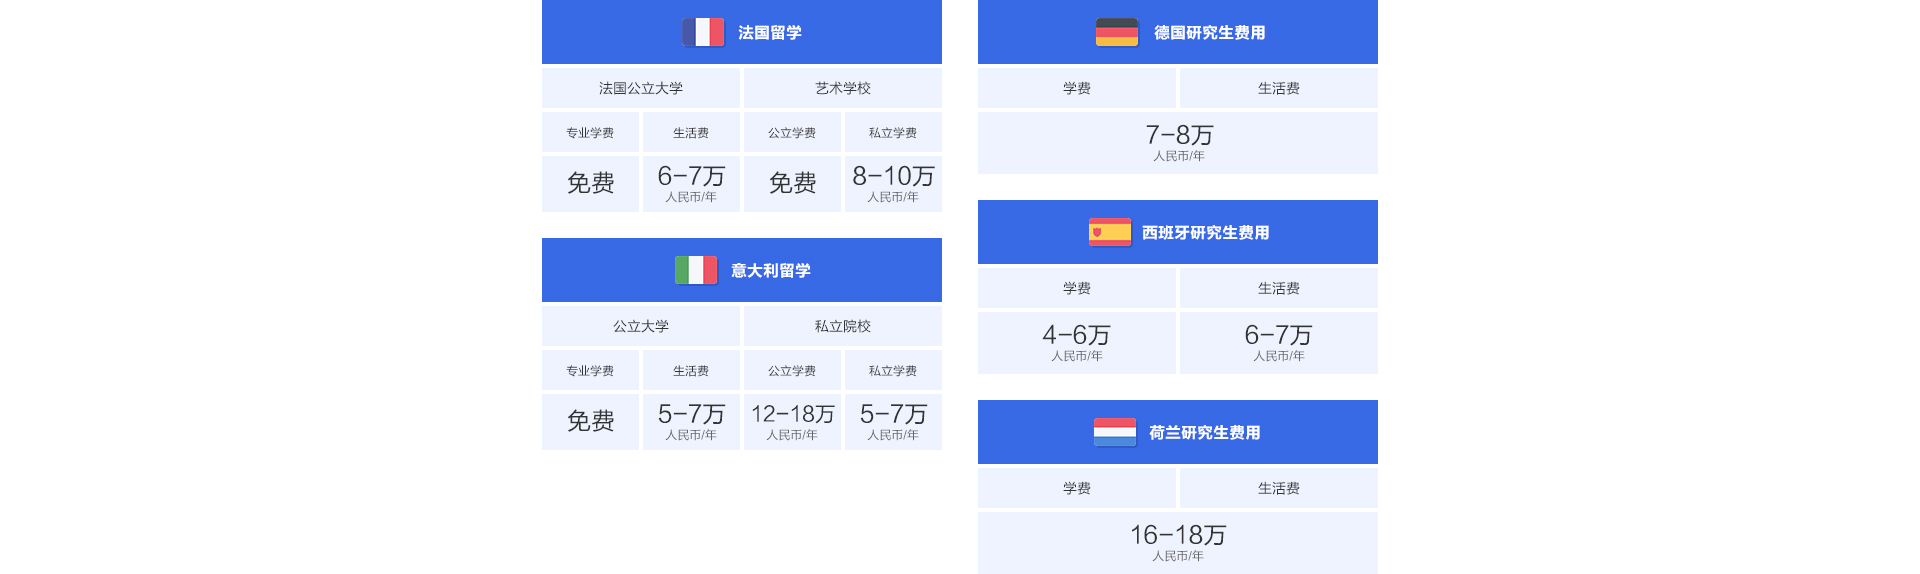 法国留学
法国公立大学 艺术学校
专业学费 生活费 公立学费 私立学费
免费 6-7万 免费 8-10万
人民币/年 人民币/年
意大利留学
公立大学 私立院校
专业学费 生活费 公立学费 私立学费
免费 5-7万 12-18万 5-7万
人民币/年 人民币/年 人民币/年
德国研究生费用
学费 生活费
7-8万
人民币/年
西班牙研究生费用
学费 生活费
4-6万 6-7万
人民币/年 人民币/年
荷兰研究生费用
学费 生活费
16-18万
人民币/年